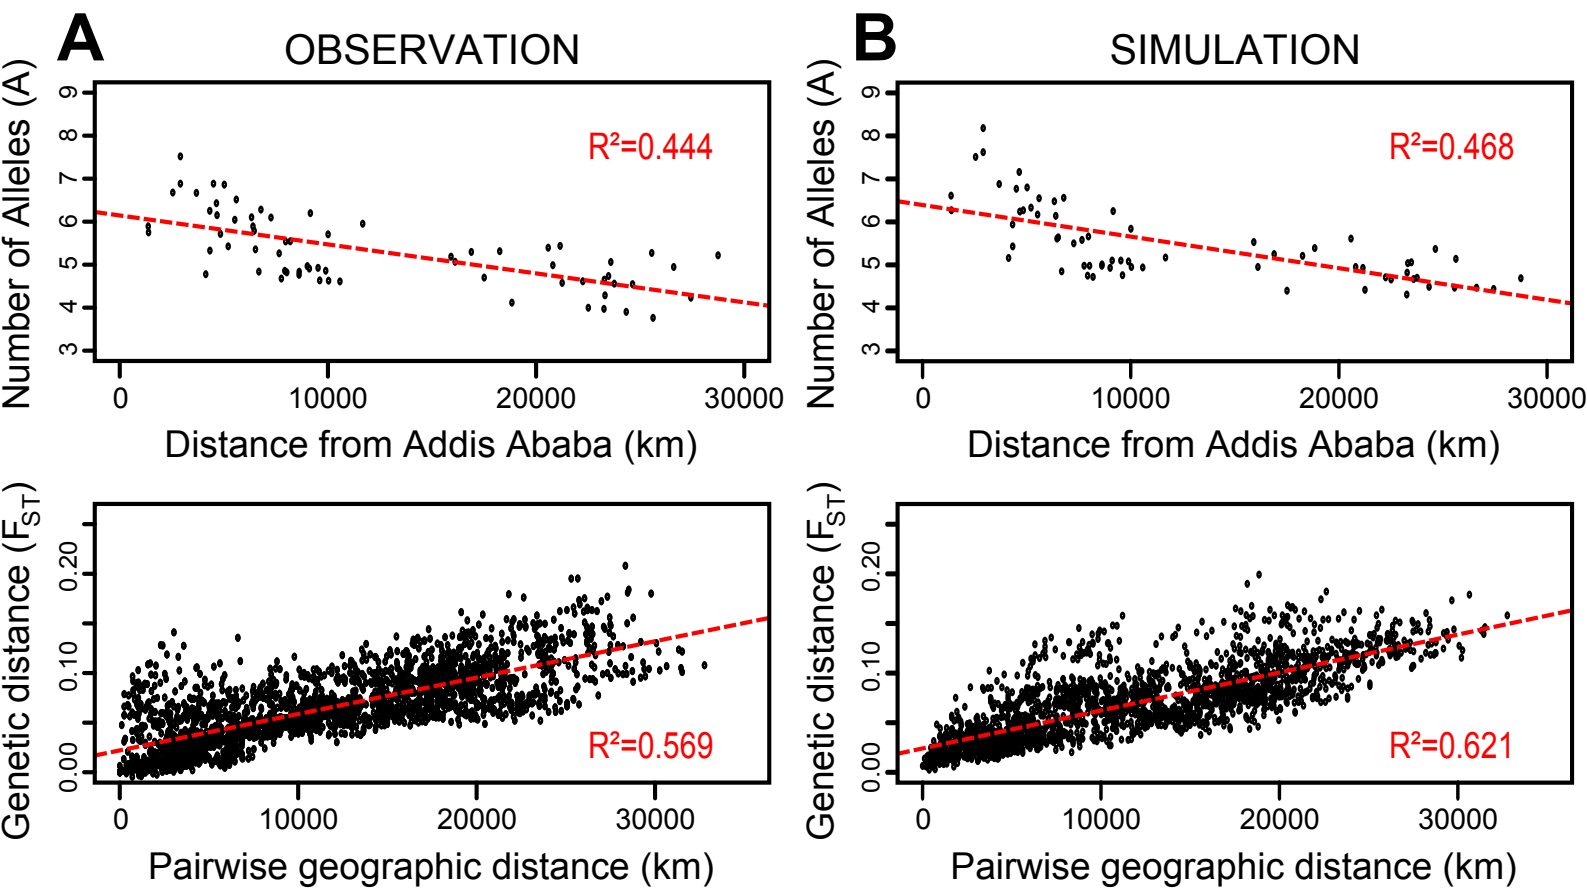 A
OBSERVATION
Number of Alleles (A)
9
8
7
6
5
4
3
R²=0.444
0
10000
20000
30000
Distance from Addis Ababa (km)
B
SIMULATION
Number of Alleles (A)
9
8
7
6
5
4
3
R²=0.468
0
10000
20000
30000
Distance from Addis Ababa (km)
Genetic distance (FST)
0.20
0.10
0.00
R²=0.569
0
10000
20000
30000
Pairwise geographic distance (km)
Genetic distance (FST)
0.20
0.10
0.00
R²=0.621
0
10000
20000
30000
Pairwise geographic distance (km)